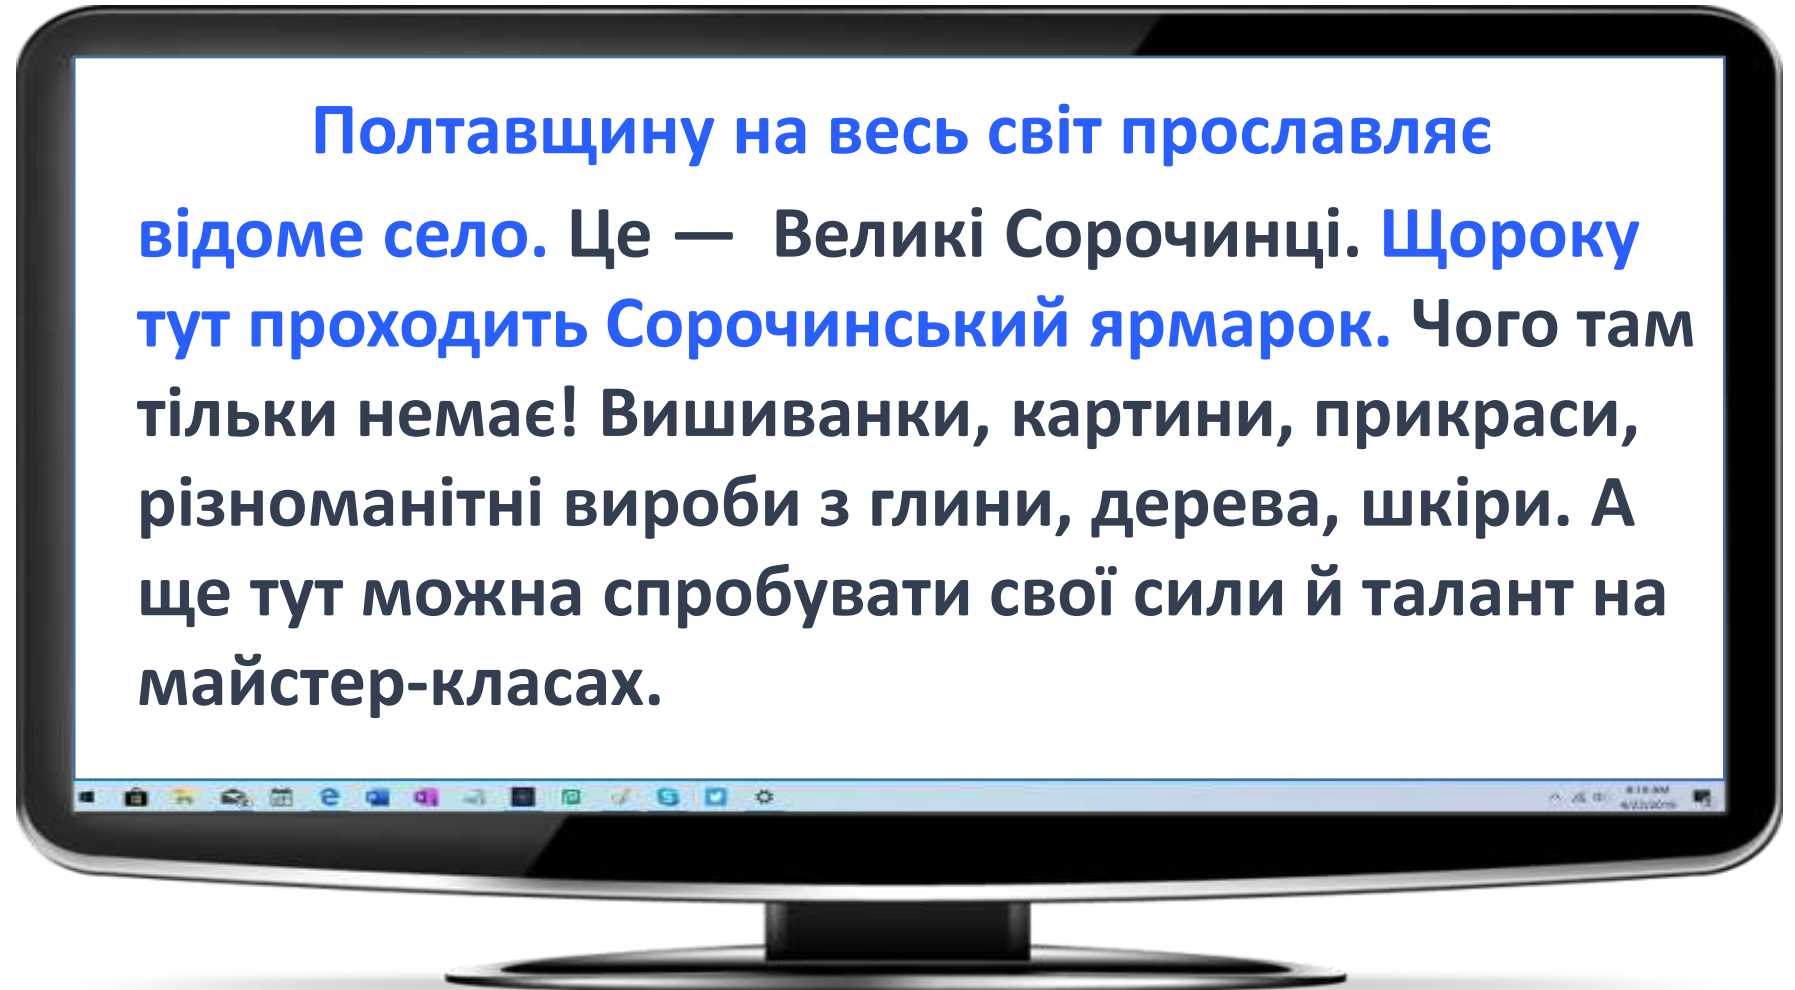 Полтавщину на весь світ прославляє
відоме село. Це — Великі Сорочинці. Щороку
тут проходить Сорочинський ярмарок. Чого там
тільки немає! Вишиванки, картини, прикраси,
різноманітні вироби з глини, дерева, шкіри. А
ще тут можна спробувати свої сили й талант на
майстер-класах.